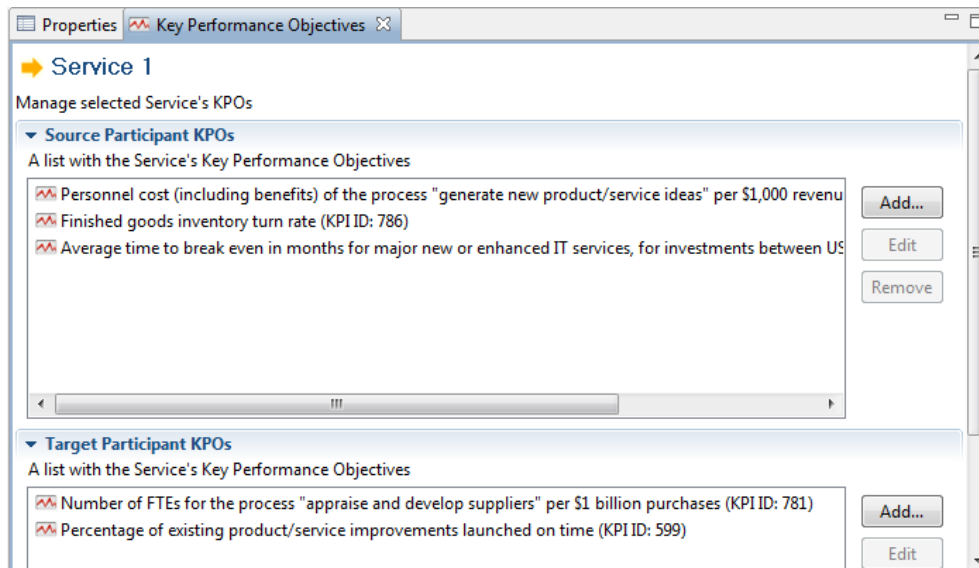 Properties Key Performance Objectives
Service 1
Manage selected Service's KPOs
Source Participant KPOs
A list with the Service's Key Performance Objectives
Personnel cost (including benefits) of the process "generate new product/service ideas" per $1,000 revenu
Finished goods inventory turn rate (KPI ID: 786)
Average time to break even in months for major new or enhanced IT services, for investments between US
Add...
Edit
Remove
Target Participant KPOs
A list with the Service's Key Performance Objectives
Number of FTEs for the process "appraise and develop suppliers" per $1 billion purchases (KPI ID: 781)
Percentage of existing product/service improvements launched on time (KPI ID: 599)
Add...
Edit